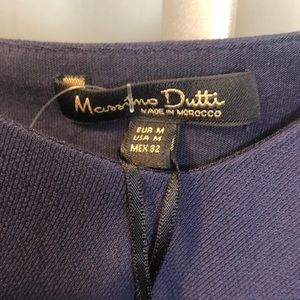 Massimo Dutti
MADE IN MOROCCO
EUR M
USA M
MEX 32